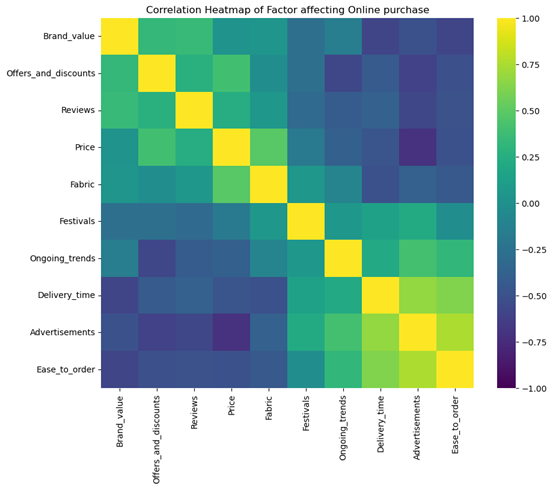 Correlation Heatmap of Factor affecting Online purchase
Brand_value
Offers_and_discounts
Reviews
Price
Fabric
Festivals
Ongoing_trends
Delivery_time
Advertisements
Ease_to_order
Brand_value
Offers_and_discounts
Reviews
Price
Fabric
Festivals
Ongoing_trends
Delivery_time
Advertisements
Ease_to_order
1.00
0.75
0.50
0.25
0.00
−0.25
−0.50
−0.75
−1.00